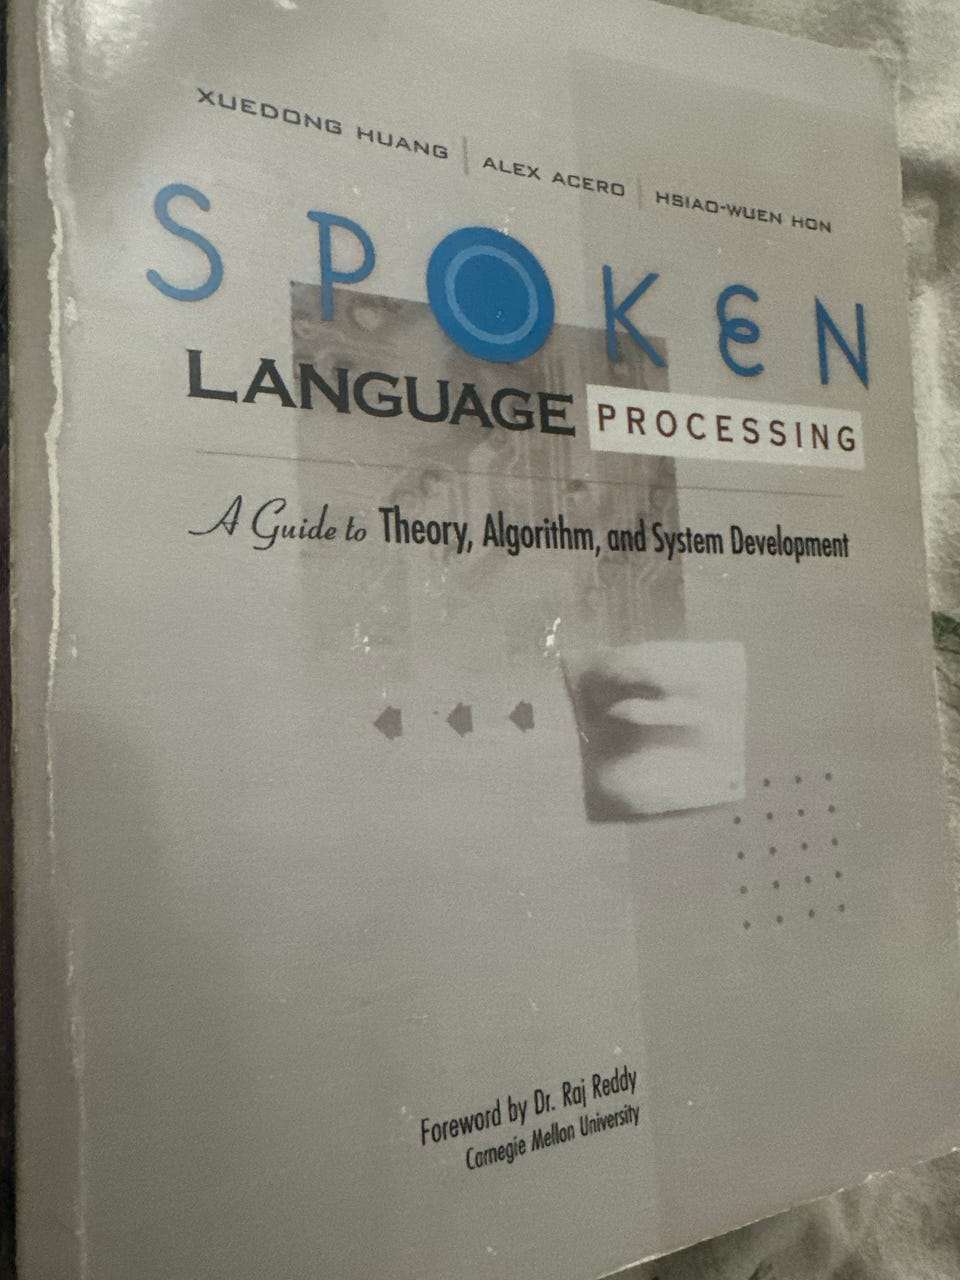 XUEDONG HUANG | ALEX ACERO | HSIAO-WUEN HON
SPOKEN
LANGUAGE PROCESSING
A Guide to Theory, Algorithm, and System Development
Foreword by Dr. Raj Reddy
Carnegie Mellon University